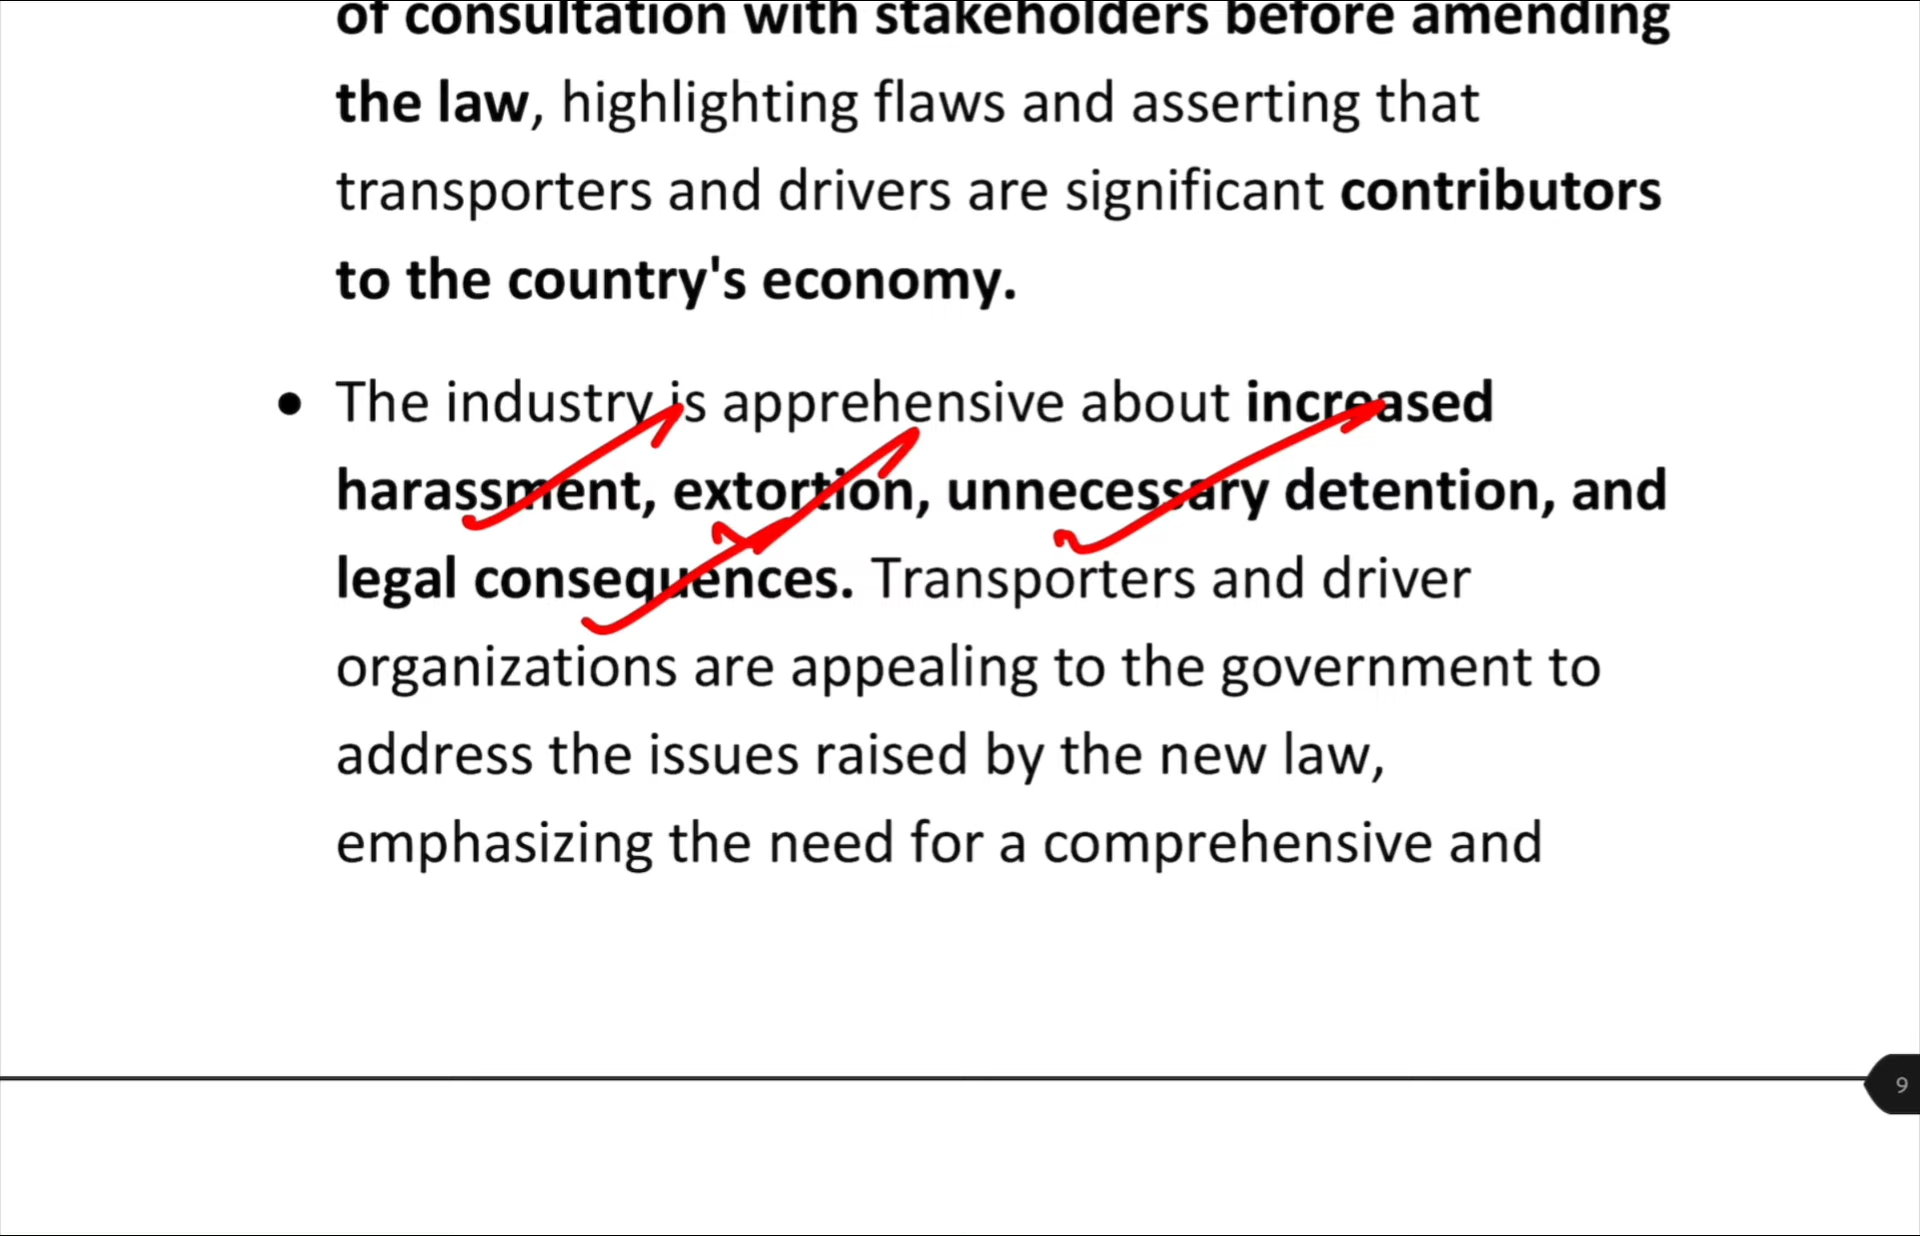 of consultation with stakeholders before amending
the law, highlighting flaws and asserting that
transporters and drivers are significant contributors
to the country's economy.
• The industry is apprehensive about increased
harassment, extortion, unnecessary detention, and
legal consequences. Transporters and driver
organizations are appealing to the government to
address the issues raised by the new law,
emphasizing the need for a comprehensive and
9